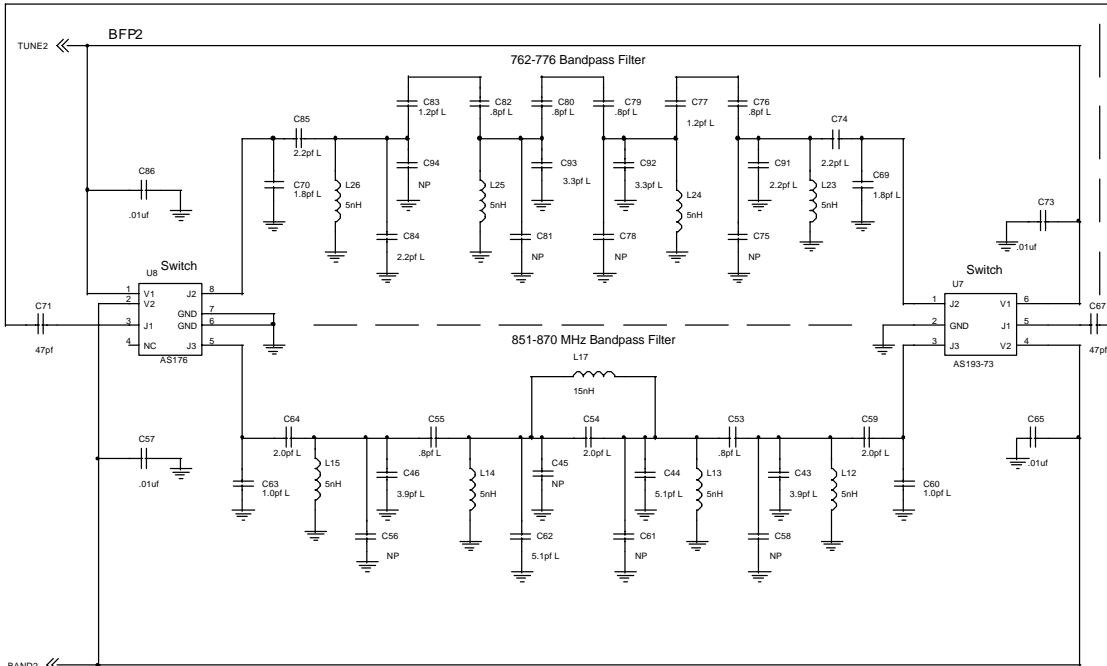 BFP2
TUNE2
762-776 Bandpass Filter
C83
1.2pf L
C82
.8pf L
C80
.8pf L
C79
.8pf L
C77
1.2pf L
C76
.8pf L
C85
2.2pf L
C74
2.2pf L
C86
.01uf
C70
1.8pf L
L26
5nH
C94
NP
L25
5nH
C93
3.3pf L
C92
3.3pf L
L24
5nH
C91
2.2pf L
L23
5nH
C69
1.8pf L
C73
.01uf
C84
2.2pf L
C81
NP
C78
NP
C75
NP
Switch
U8
1
V1
J2
8
2
V2
GND
7
3
J1
GND
6
4
NC
J3
5
AS176
C71
47pf
Switch
U7
1
J2
V1
6
2
GND
J1
5
3
J3
V2
4
AS193-73
C67
47pf
851-870 MHz Bandpass Filter
L17
15nH
C64
2.0pf L
C55
.8pf L
C54
2.0pf L
C53
.8pf L
C59
2.0pf L
C57
.01uf
C65
.01uf
C63
1.0pf L
L15
5nH
C46
3.9pf L
L14
5nH
C45
NP
C44
5.1pf L
L13
5nH
C43
3.9pf L
L12
5nH
C60
1.0pf L
C56
NP
C62
5.1pf L
C61
NP
C58
NP
BAND2